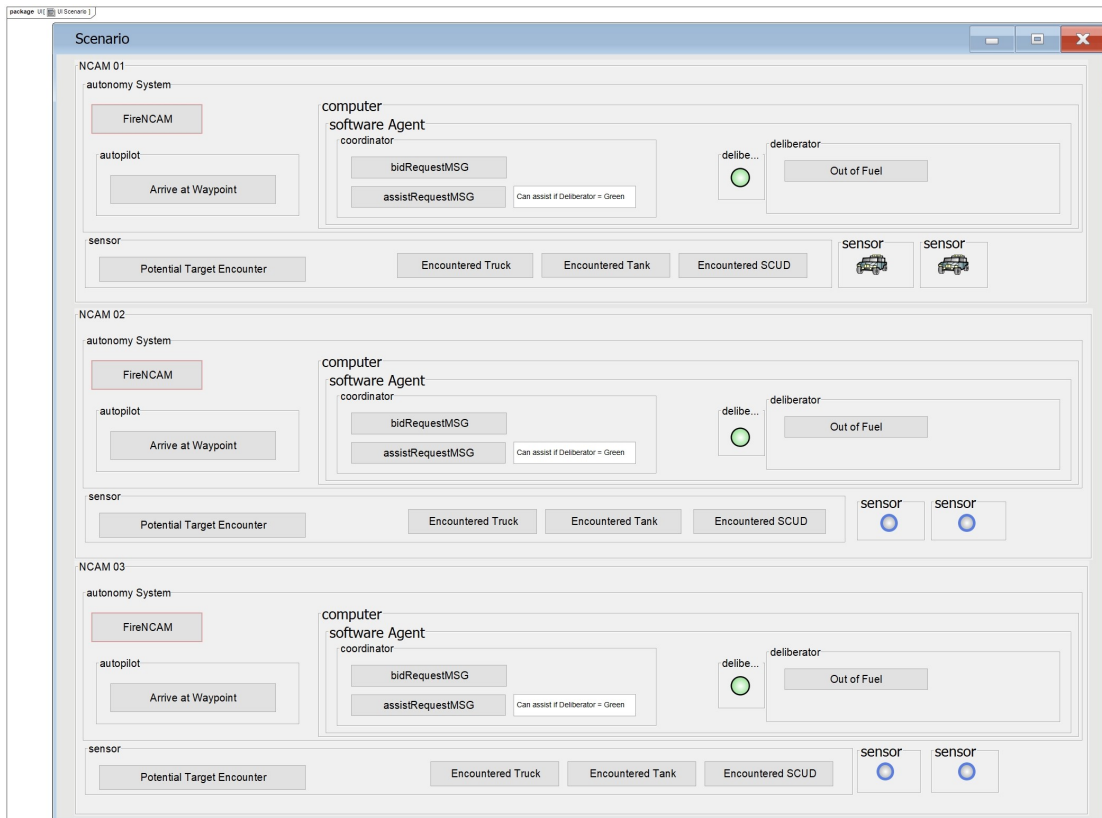 package UI[ UI Scenario ]
Scenario
NCAM 01
autonomy System
FireNCAM
computer
software Agent
coordinator
autopilot
bidRequestMSG
delibe...
deliberator
Out of Fuel
Arrive at Waypoint
assistRequestMSG
Can assist if Deliberator = Green
sensor
Potential Target Encounter
Encountered Truck
Encountered Tank
Encountered SCUD
sensor
sensor
NCAM 02
autonomy System
FireNCAM
computer
software Agent
coordinator
autopilot
bidRequestMSG
delibe...
deliberator
Out of Fuel
Arrive at Waypoint
assistRequestMSG
Can assist if Deliberator = Green
sensor
Potential Target Encounter
Encountered Truck
Encountered Tank
Encountered SCUD
sensor
sensor
NCAM 03
autonomy System
FireNCAM
computer
software Agent
coordinator
autopilot
bidRequestMSG
delibe...
deliberator
Out of Fuel
Arrive at Waypoint
assistRequestMSG
Can assist if Deliberator = Green
sensor
Potential Target Encounter
Encountered Truck
Encountered Tank
Encountered SCUD
sensor
sensor